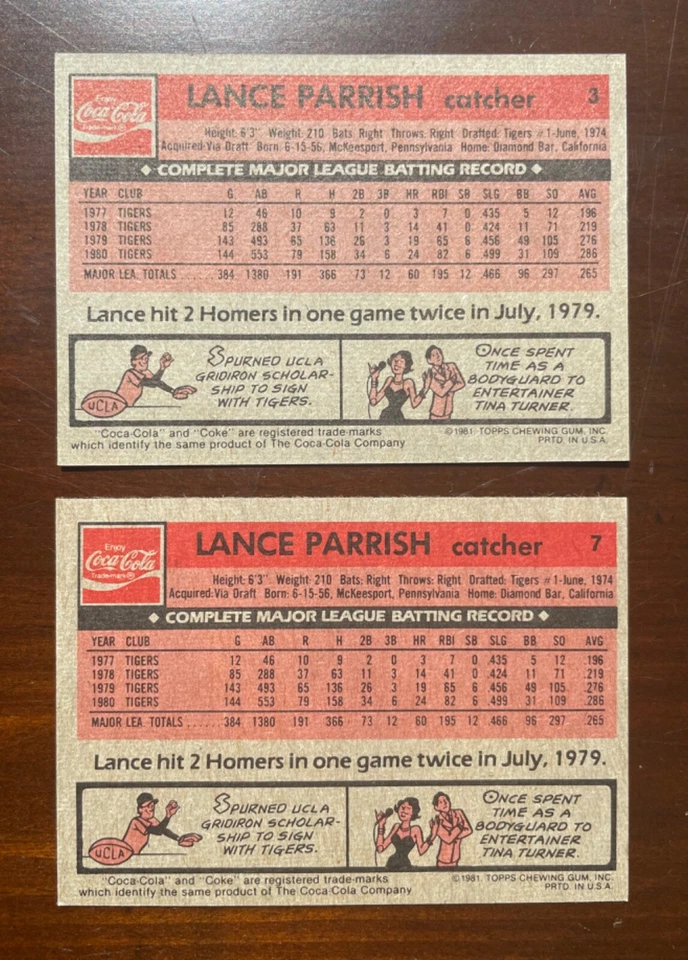 Enjoy
Coca-Cola
Trade-mark®
LANCE PARRISH catcher 3
Height: 6'3" Weight: 210 Bats: Right Throws: Right Drafted: Tigers #1-June, 1974
Acquired: Via Draft Born: 6-15-56, McKeesport, Pennsylvania Home: Diamond Bar, California
◆ COMPLETE MAJOR LEAGUE BATTING RECORD ◆
YEAR CLUB G AB R H 2B 3B HR RBI SB SLG BB SO AVG
1977 TIGERS 12 46 10 9 2 0 3 7 0 .435 5 12 .196
1978 TIGERS 85 288 37 63 11 3 14 41 0 .424 11 71 .219
1979 TIGERS 143 493 65 136 26 3 19 65 6 .456 49 105 .276
1980 TIGERS 144 553 79 158 34 6 24 82 6 .499 31 109 .286
MAJOR LEA. TOTALS ...... 384 1380 191 366 73 12 60 195 12 .466 96 297 .265
Lance hit 2 Homers in one game twice in July, 1979.
UCLA
SPURNED UCLA
GRIDIRON SCHOLAR-
SHIP TO SIGN
WITH TIGERS.
ONCE SPENT
TIME AS A
BODYGUARD TO
ENTERTAINER
TINA TURNER.
"Coca-Cola" and "Coke" are registered trade-marks
which identify the same product of The Coca-Cola Company
©1981 TOPPS CHEWING GUM, INC.
PRTD. IN U.S.A.
Enjoy
Coca-Cola
Trade-mark®
LANCE PARRISH catcher 7
Height: 6'3" Weight: 210 Bats: Right Throws: Right Drafted: Tigers #1-June, 1974
Acquired: Via Draft Born: 6-15-56, McKeesport, Pennsylvania Home: Diamond Bar, California
◆ COMPLETE MAJOR LEAGUE BATTING RECORD ◆
YEAR CLUB G AB R H 2B 3B HR RBI SB SLG BB SO AVG
1977 TIGERS 12 46 10 9 2 0 3 7 0 .435 5 12 .196
1978 TIGERS 85 288 37 63 11 3 14 41 0 .424 11 71 .219
1979 TIGERS 143 493 65 136 26 3 19 65 6 .456 49 105 .276
1980 TIGERS 144 553 79 158 34 6 24 82 6 .499 31 109 .286
MAJOR LEA. TOTALS ...... 384 1380 191 366 73 12 60 195 12 .466 96 297 .265
Lance hit 2 Homers in one game twice in July, 1979.
UCLA
SPURNED UCLA
GRIDIRON SCHOLAR-
SHIP TO SIGN
WITH TIGERS.
ONCE SPENT
TIME AS A
BODYGUARD TO
ENTERTAINER
TINA TURNER.
"Coca-Cola" and "Coke" are registered trade-marks
which identify the same product of The Coca-Cola Company
©1981 TOPPS CHEWING GUM, INC.
PRTD. IN U.S.A.